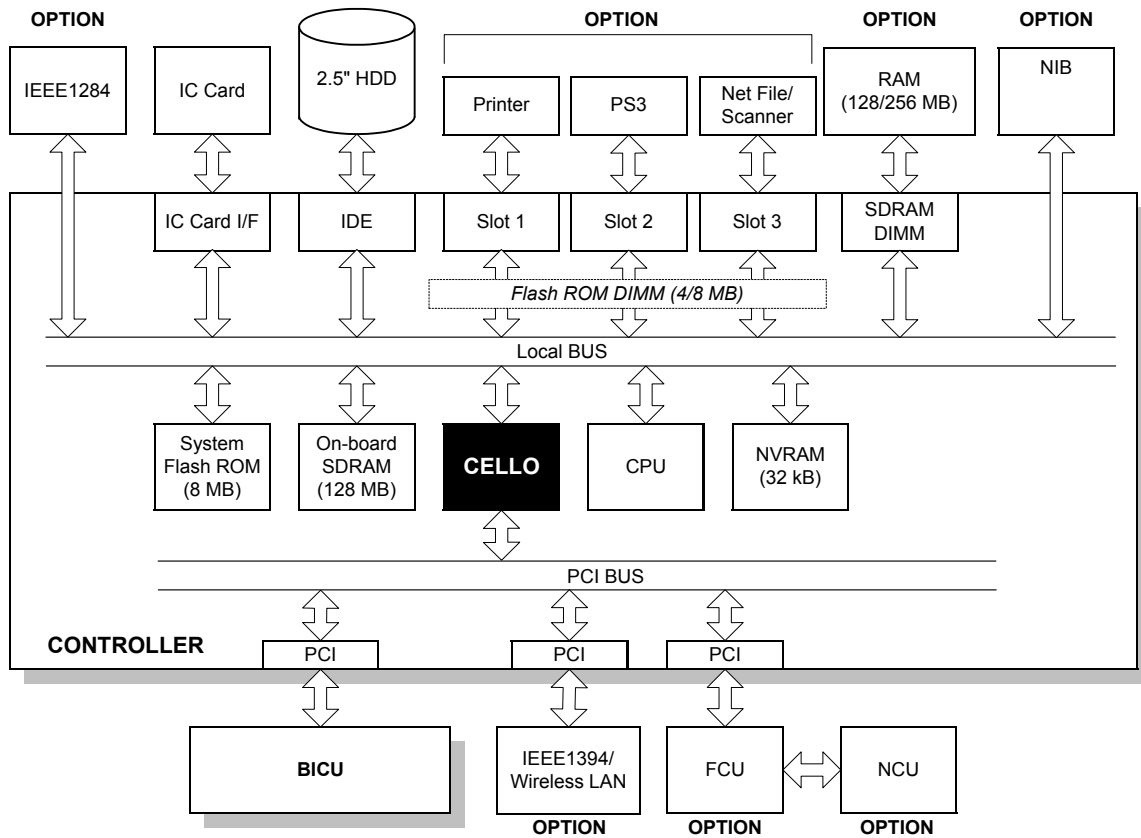 OPTION
OPTION
OPTION
OPTION
IEEE1284
IC Card
2.5" HDD
Printer
PS3
Net File/
Scanner
RAM
(128/256 MB)
NIB
IC Card I/F
IDE
Slot 1
Slot 2
Slot 3
SDRAM
DIMM
Flash ROM DIMM (4/8 MB)
Local BUS
System
Flash ROM
(8 MB)
On-board
SDRAM
(128 MB)
CELLO
CPU
NVRAM
(32 kB)
PCI BUS
CONTROLLER
PCI
PCI
PCI
BICU
IEEE1394/
Wireless LAN
FCU
NCU
OPTION
OPTION
OPTION